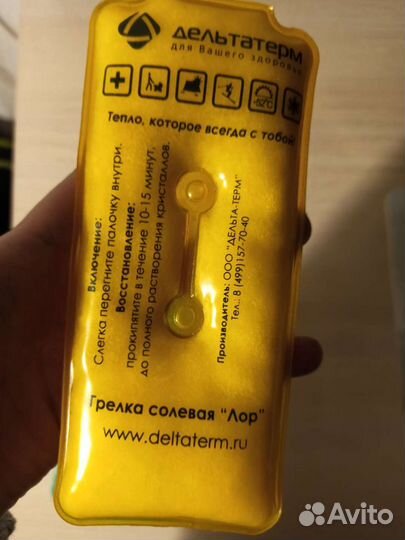 дельтатерм
для Вашего здоровья
+52°C
Тепло, которое всегда с тобой!
Включение:
Слегка перегните палочку внутри.
Восстановление:
прокипятите в течение 10-15 минут,
до полного растворения кристаллов.
Производитель: ООО "ДЕЛЬТА-ТЕРМ"
Тел.: 8 (499)157-70-40
Грелка солевая "Лор"
www.deltaterm.ru
Avito